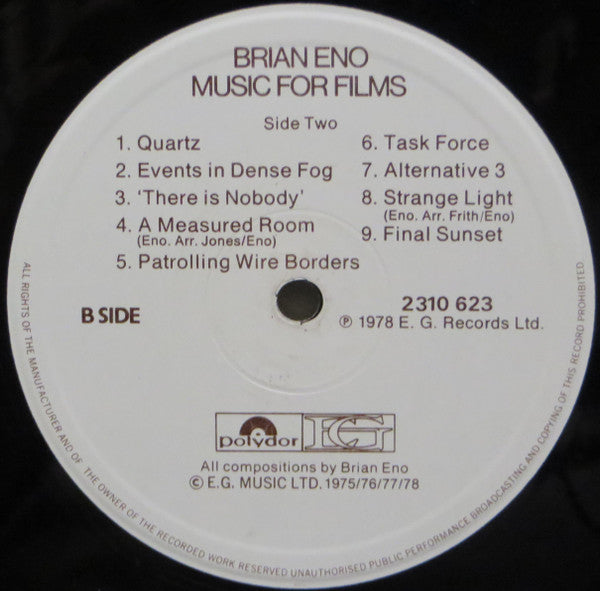 BRIAN ENO
MUSIC FOR FILMS
Side Two
1. Quartz
2. Events in Dense Fog
3. 'There is Nobody'
4. A Measured Room
(Eno. Arr. Jones/Eno)
5. Patrolling Wire Borders
6. Task Force
7. Alternative 3
8. Strange Light
(Eno. Arr. Frith/Eno)
9. Final Sunset
B SIDE
2310 623
℗ 1978 E. G. Records Ltd.
polydor
EG
All compositions by Brian Eno
© E.G. MUSIC LTD. 1975/76/77/78
ALL RIGHTS OF THE MANUFACTURER AND OF THE OWNER OF THE RECORDED WORK RESERVED UNAUTHORISED PUBLIC PERFORMANCE BROADCASTING AND COPYING OF THIS RECORD PROHIBITED